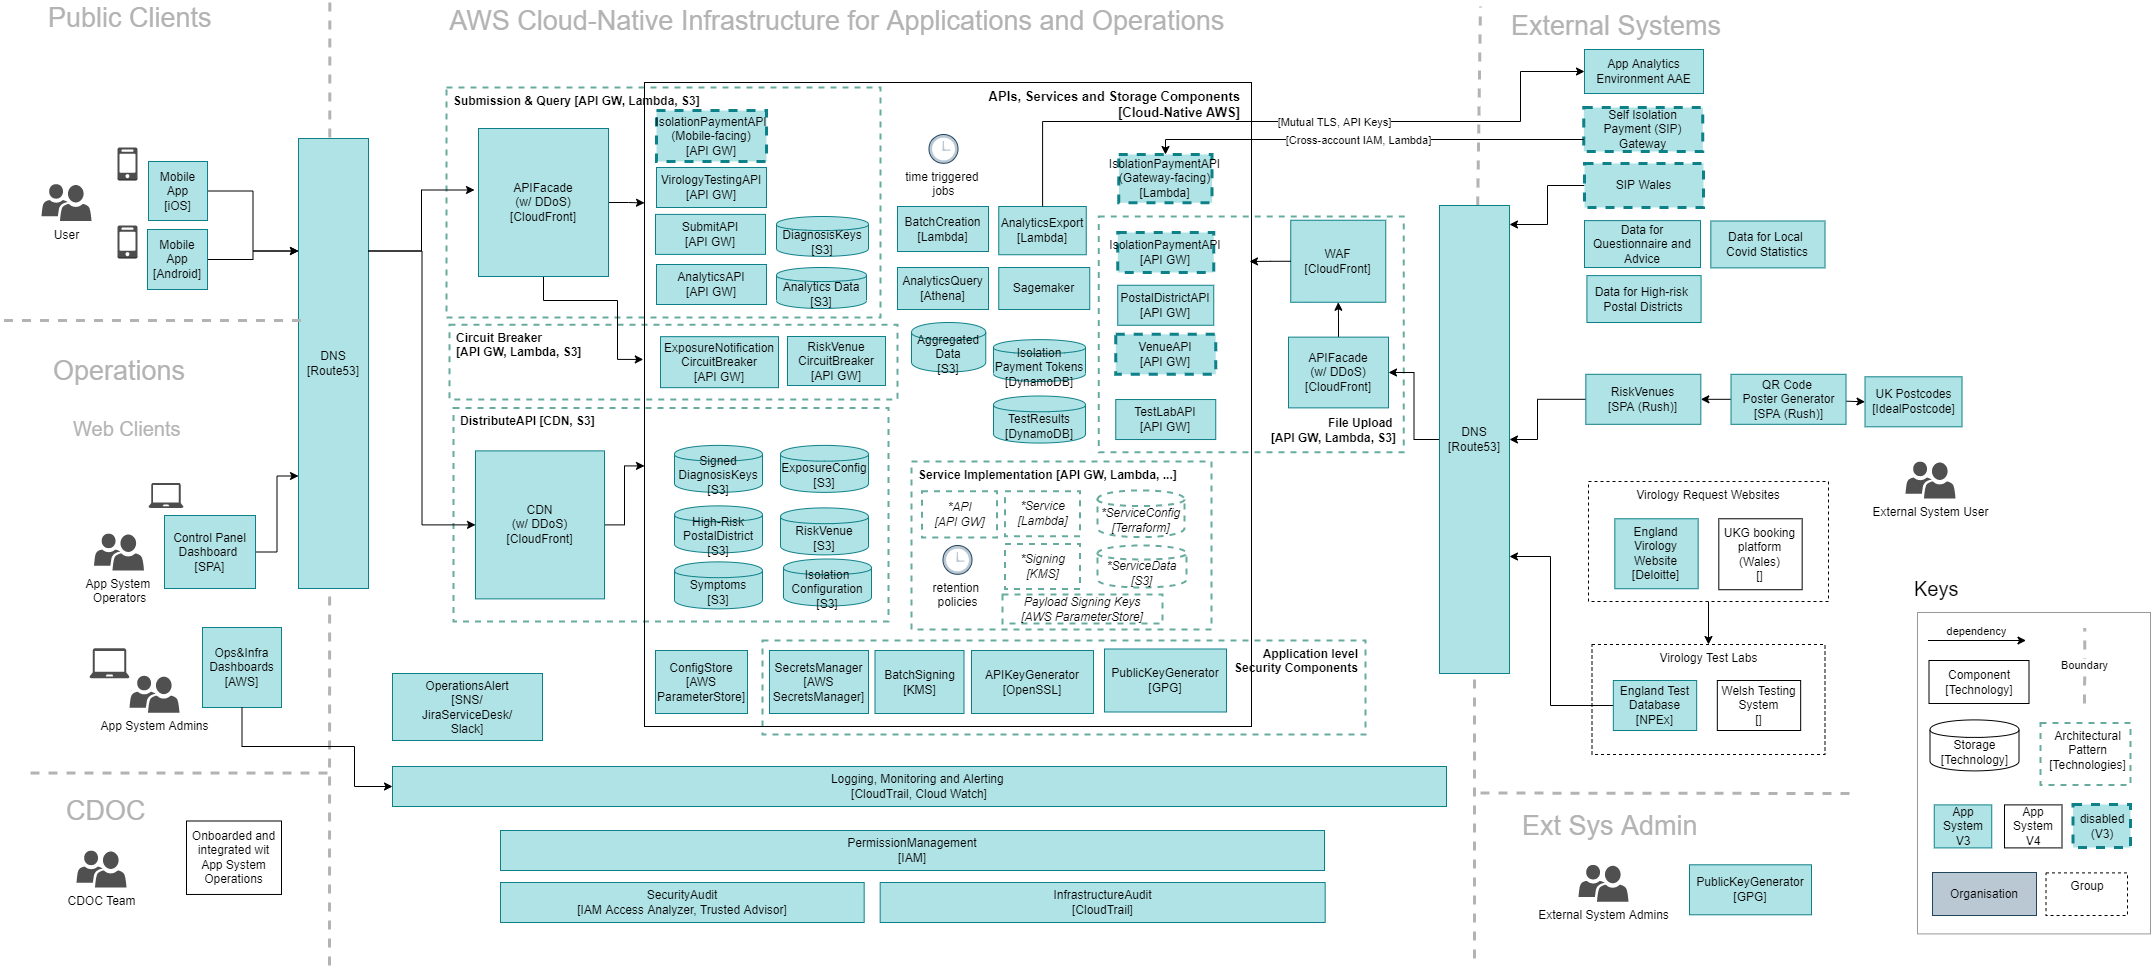 Public Clients
AWS Cloud-Native Infrastructure for Applications and Operations
External Systems
User
Mobile
App
[iOS]
Mobile
App
[Android]
DNS
[Route53]
Operations
Web Clients
Control Panel
Dashboard
[SPA]
App System
Operators
Ops&Infra
Dashboards
[AWS]
App System Admins
CDOC
CDOC Team
Onboarded and
integrated wit
App System
Operations
Submission & Query [API GW, Lambda, S3]
APIFacade
(w/ DDoS)
[CloudFront]
IsolationPaymentAPI
(Mobile-facing)
[API GW]
VirologyTestingAPI
[API GW]
SubmitAPI
[API GW]
AnalyticsAPI
[API GW]
DiagnosisKeys
[S3]
Analytics Data
[S3]
Circuit Breaker
[API GW, Lambda, S3]
ExposureNotification
CircuitBreaker
[API GW]
RiskVenue
CircuitBreaker
[API GW]
DistributeAPI [CDN, S3]
CDN
(w/ DDoS)
[CloudFront]
Signed
DiagnosisKeys
[S3]
ExposureConfig
[S3]
High-Risk
PostalDistrict
[S3]
RiskVenue
[S3]
Symptoms
[S3]
Isolation
Configuration
[S3]
APIs, Services and Storage Components
[Cloud-Native AWS]
time triggered
jobs
BatchCreation
[Lambda]
AnalyticsExport
[Lambda]
AnalyticsQuery
[Athena]
Sagemaker
Aggregated
Data
[S3]
Isolation
Payment Tokens
[DynamoDB]
TestResults
[DynamoDB]
[Mutual TLS, API Keys]
[Cross-account IAM, Lambda]
IsolationPaymentAPI
(Gateway-facing)
[Lambda]
IsolationPaymentAPI
[API GW]
PostalDistrictAPI
[API GW]
VenueAPI
[API GW]
TestLabAPI
[API GW]
WAF
[CloudFront]
APIFacade
(w/ DDoS)
[CloudFront]
File Upload
[API GW, Lambda, S3]
Service Implementation [API GW, Lambda, ...]
*API
[API GW]
*Service
[Lambda]
*ServiceConfig
[Terraform]
retention
policies
*Signing
[KMS]
*ServiceData
[S3]
Payload Signing Keys
[AWS ParameterStore]
ConfigStore
[AWS
ParameterStore]
SecretsManager
[AWS
SecretsManager]
BatchSigning
[KMS]
APIKeyGenerator
[OpenSSL]
PublicKeyGenerator
[GPG]
Application level
Security Components
OperationsAlert
[SNS/
JiraServiceDesk/
Slack]
Logging, Monitoring and Alerting
[CloudTrail, Cloud Watch]
PermissionManagement
[IAM]
SecurityAudit
[IAM Access Analyzer, Trusted Advisor]
InfrastructureAudit
[CloudTrail]
DNS
[Route53]
App Analytics
Environment AAE
Self Isolation
Payment (SIP)
Gateway
SIP Wales
Data for
Questionnaire and
Advice
Data for Local
Covid Statistics
Data for High-risk
Postal Districts
RiskVenues
[SPA (Rush)]
QR Code
Poster Generator
[SPA (Rush)]
UK Postcodes
[IdealPostcode]
External System User
Virology Request Websites
England
Virology
Website
[Deloitte]
UKG booking
platform
(Wales)
[]
Virology Test Labs
England Test
Database
[NPEx]
Welsh Testing
System
[]
Ext Sys Admin
External System Admins
PublicKeyGenerator
[GPG]
Keys
dependency
Boundary
Component
[Technology]
Storage
[Technology]
Architectural
Pattern
[Technologies]
App
System
V3
App
System
V4
disabled
(V3)
Organisation
Group